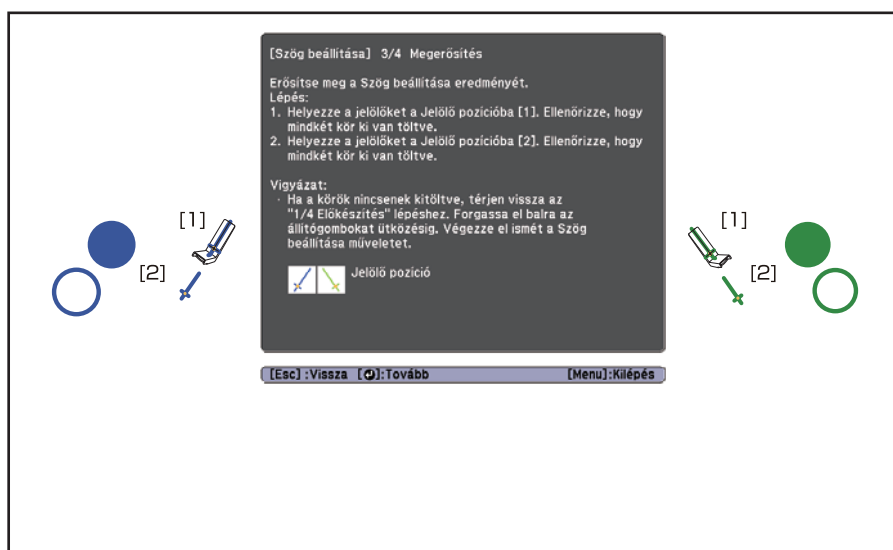 [Szög beállítása] 3/4 Megerősítés
Erősítse meg a Szög beállítása eredményét.
Lépés:
1. Helyezze a jelölőket a Jelölő pozícióba [1]. Ellenőrizze, hogy
mindkét kör ki van töltve.
2. Helyezze a jelölőket a Jelölő pozícióba [2]. Ellenőrizze, hogy
mindkét kör ki van töltve.
Vigyázat:
· Ha a körök nincsenek kitöltve, térjen vissza az
"1/4 Előkészítés" lépéshez. Forgassa el balra az
állítógombokat ütközésig. Végezze el ismét a Szög
beállítása műveletet.
Jelölő pozíció
[1]
[2]
[1]
[2]
[Esc] :Vissza [↵]:Tovább [Menu]:Kilépés